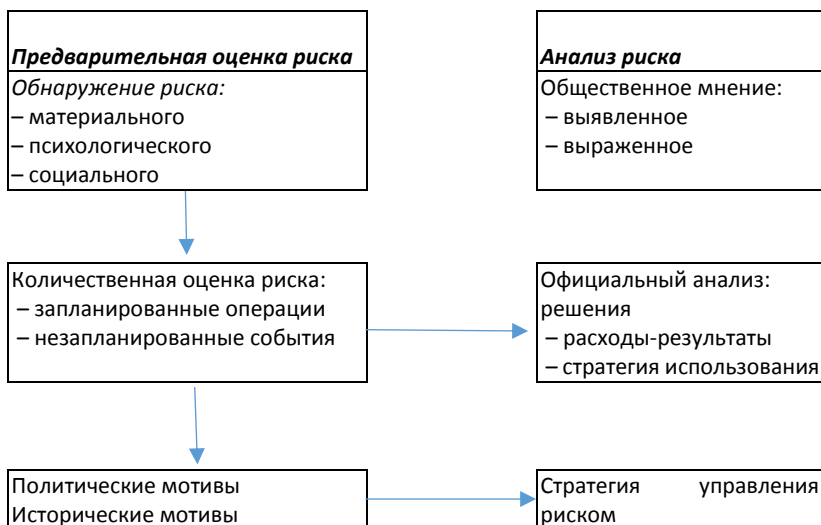 Предварительная оценка риска
Обнаружение риска:
– материального
– психологического
– социального
Анализ риска
Общественное мнение:
– выявленное
– выраженное
Количественная оценка риска:
– запланированные операции
– незапланированные события
Официальный анализ:
решения
– расходы-результаты
– стратегия использования
Политические мотивы
Исторические мотивы
Стратегия управления
риском